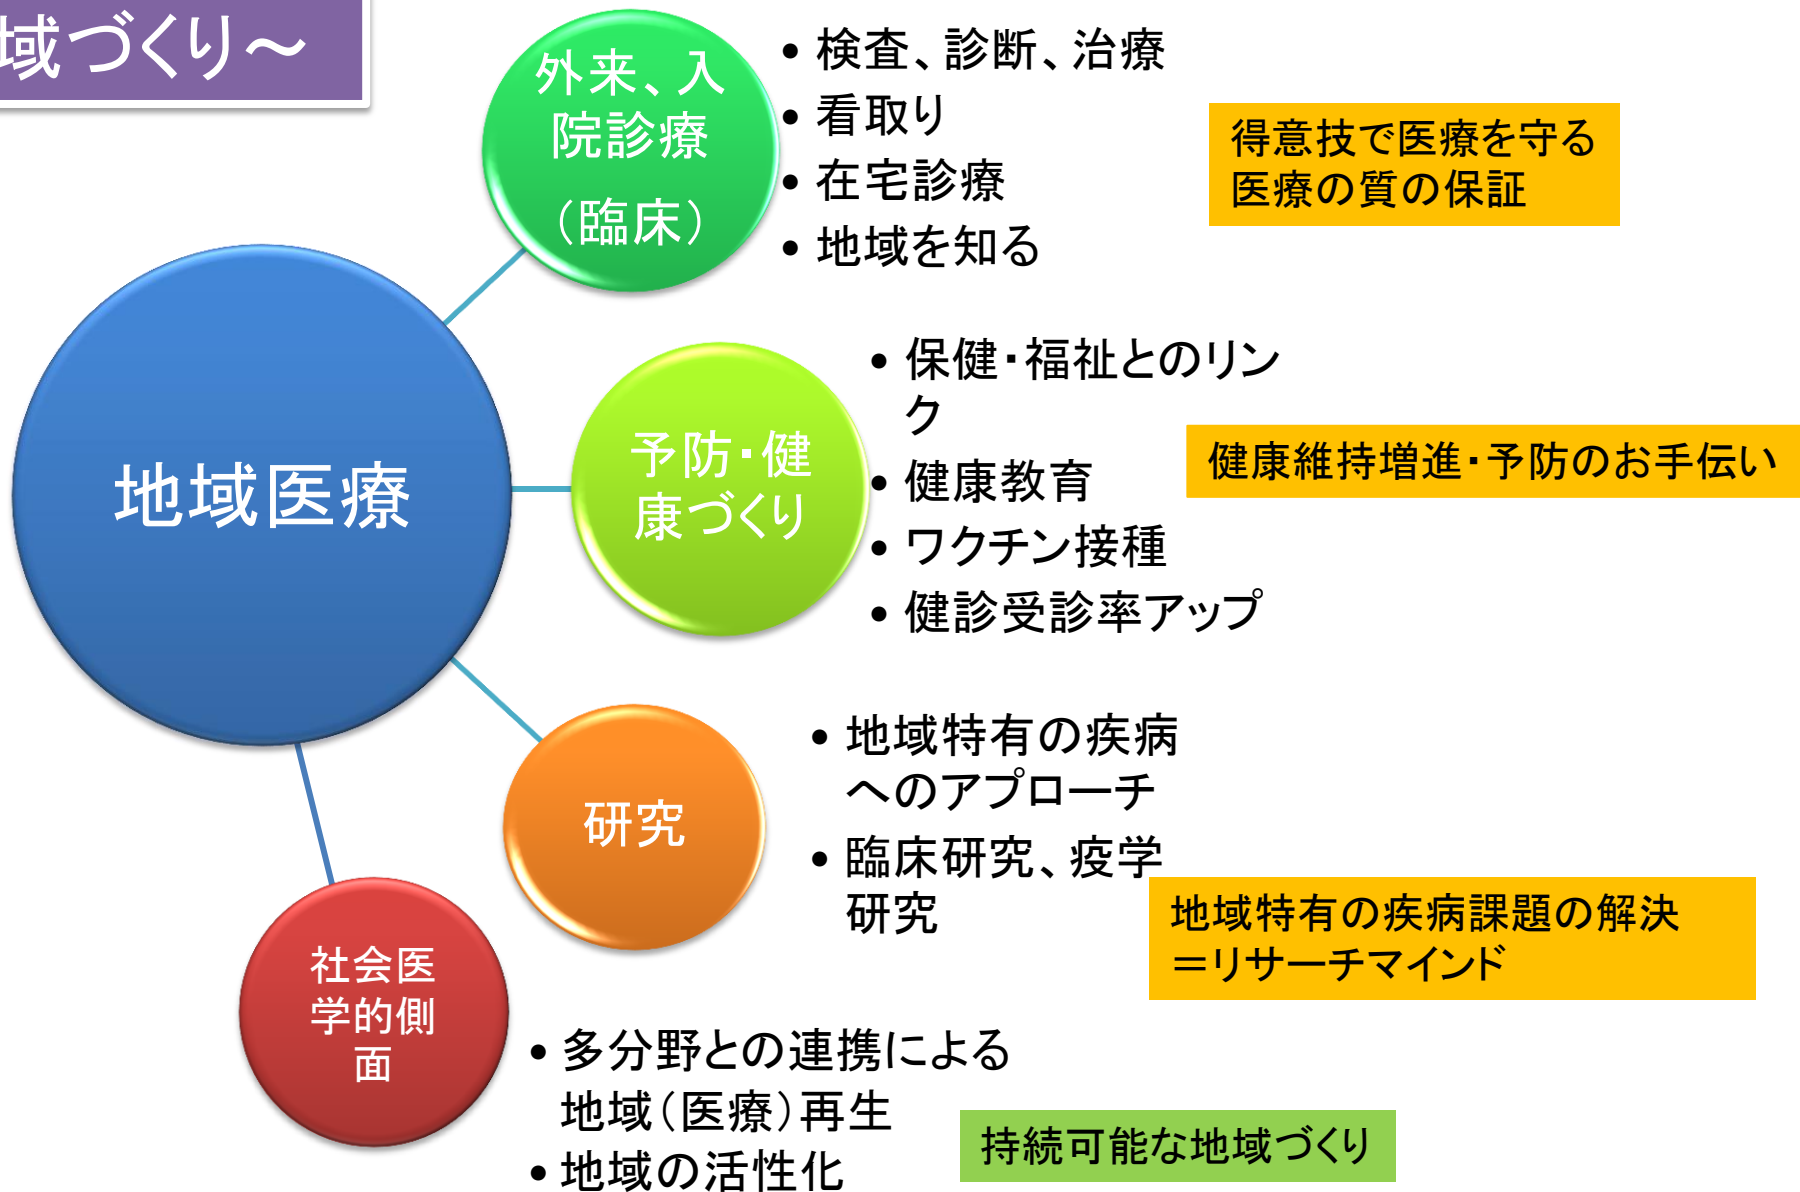 域づくり～
外来、入
院診療
（臨床）
• 検査、診断、治療
• 看取り
• 在宅診療
• 地域を知る
得意技で医療を守る
医療の質の保証
地域医療
予防・健
康づくり
• 保健・福祉とのリン
ク
• 健康教育
• ワクチン接種
• 健診受診率アップ
健康維持増進・予防のお手伝い
研究
• 地域特有の疾病
へのアプローチ
• 臨床研究、疫学
研究
地域特有の疾病課題の解決
＝リサーチマインド
社会医
学的側
面
• 多分野との連携による
地域（医療）再生
• 地域の活性化
持続可能な地域づくり